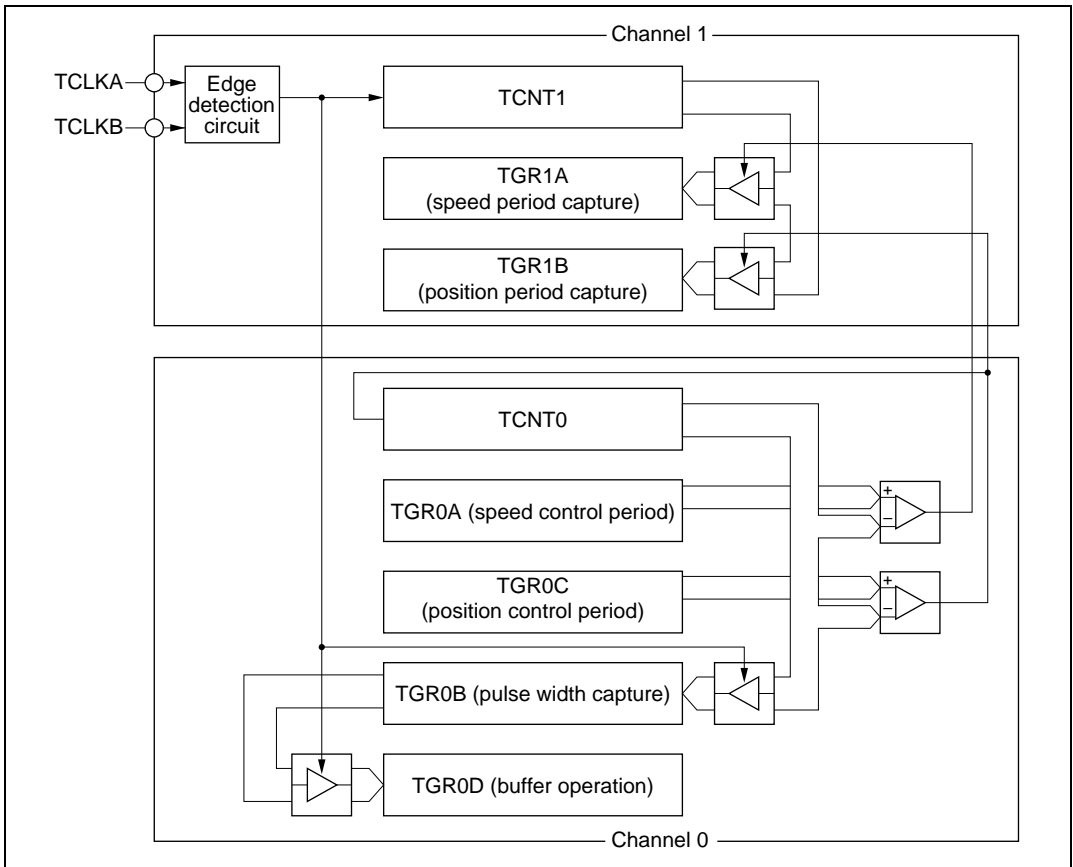 Channel 1
TCLKA
TCLKB
Edge
detection
circuit
TCNT1
TGR1A
(speed period capture)
TGR1B
(position period capture)
TCNT0
TGR0A (speed control period)
+
−
TGR0C
(position control period)
+
−
TGR0B (pulse width capture)
TGR0D (buffer operation)
Channel 0